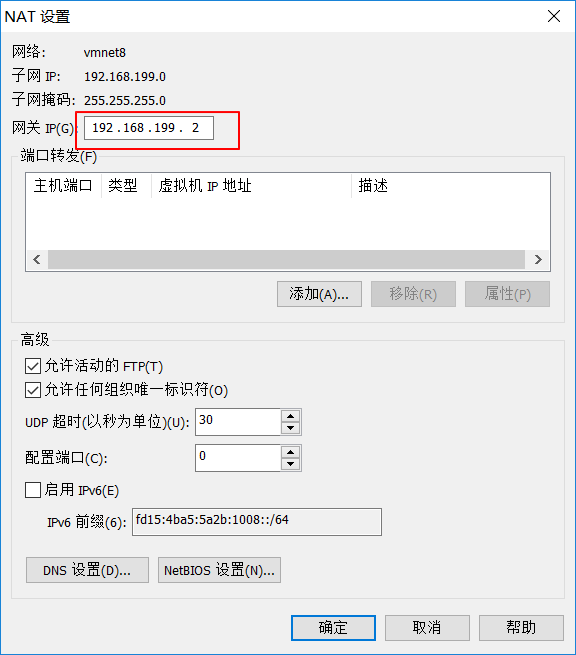 NAT 设置
网络: vmnet8
子网 IP: 192.168.199.0
子网掩码: 255.255.255.0
网关 IP(G): 192 . 168 . 199 . 2
端口转发(F)
主机端口 类型 虚拟机 IP 地址 描述
添加(A)... 移除(R) 属性(P)
高级
允许活动的 FTP(T)
允许任何组织唯一标识符(O)
UDP 超时(以秒为单位)(U): 30
配置端口(C): 0
启用 IPv6(E)
IPv6 前缀(6): fd15:4ba5:5a2b:1008::/64
DNS 设置(D)... NetBIOS 设置(N)...
确定 取消 帮助